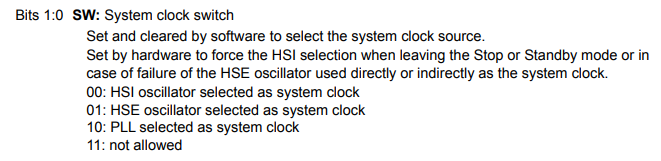 Bits 1:0 SW: System clock switch
Set and cleared by software to select the system clock source.
Set by hardware to force the HSI selection when leaving the Stop or Standby mode or in
case of failure of the HSE oscillator used directly or indirectly as the system clock.
00: HSI oscillator selected as system clock
01: HSE oscillator selected as system clock
10: PLL selected as system clock
11: not allowed